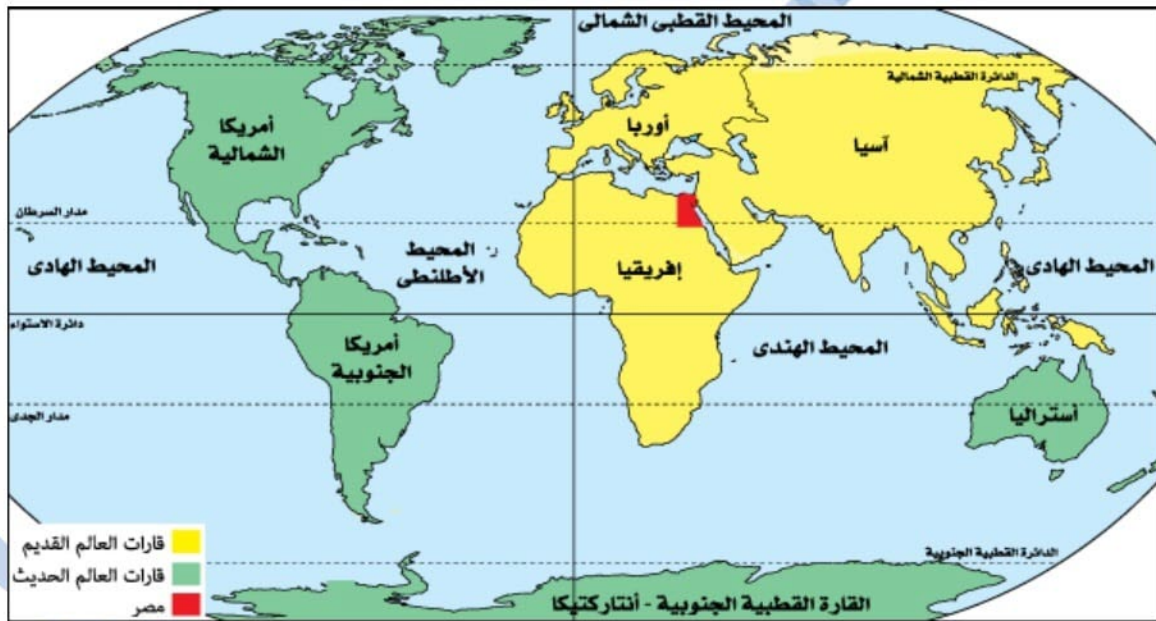 المحيط القطبى الشمالى
الدائرة القطبية الشمالية
أمريكا
الشمالية
أوربا
آسيا
مدار السرطان
المحيط الهادى
المحيط
الأطلنطى
إفريقيا
المحيط الهادى
دائرة الاستواء
أمريكا
الجنوبية
المحيط الهندى
مدار الجدى
أستراليا
الدائرة القطبية الجنوبية
القارة القطبية الجنوبية - أنتاركتيكا
قارات العالم القديم
قارات العالم الحديث
مصر